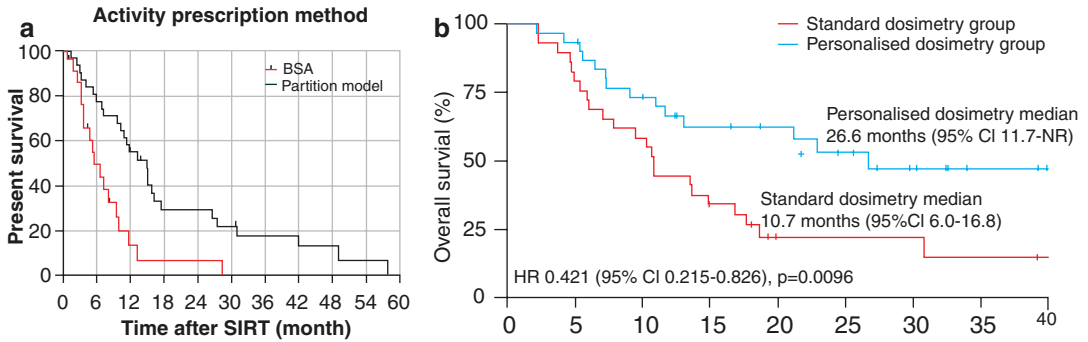 Activity prescription method
a
100
80
60
40
20
0
Present survival
BSA
Partition model
0 6 12 18 24 30 36 42 48 54 60
Time after SIRT (month)
b
100
75
50
25
0
Overall survial (%)
Standard dosimetry group
Personalised dosimetry group
Personalised dosimetry median
26.6 months (95% CI 11.7-NR)
Standard dosimetry median
10.7 months (95%CI 6.0-16.8)
HR 0.421 (95% CI 0.215-0.826), p=0.0096
0 5 10 15 20 25 30 35 40